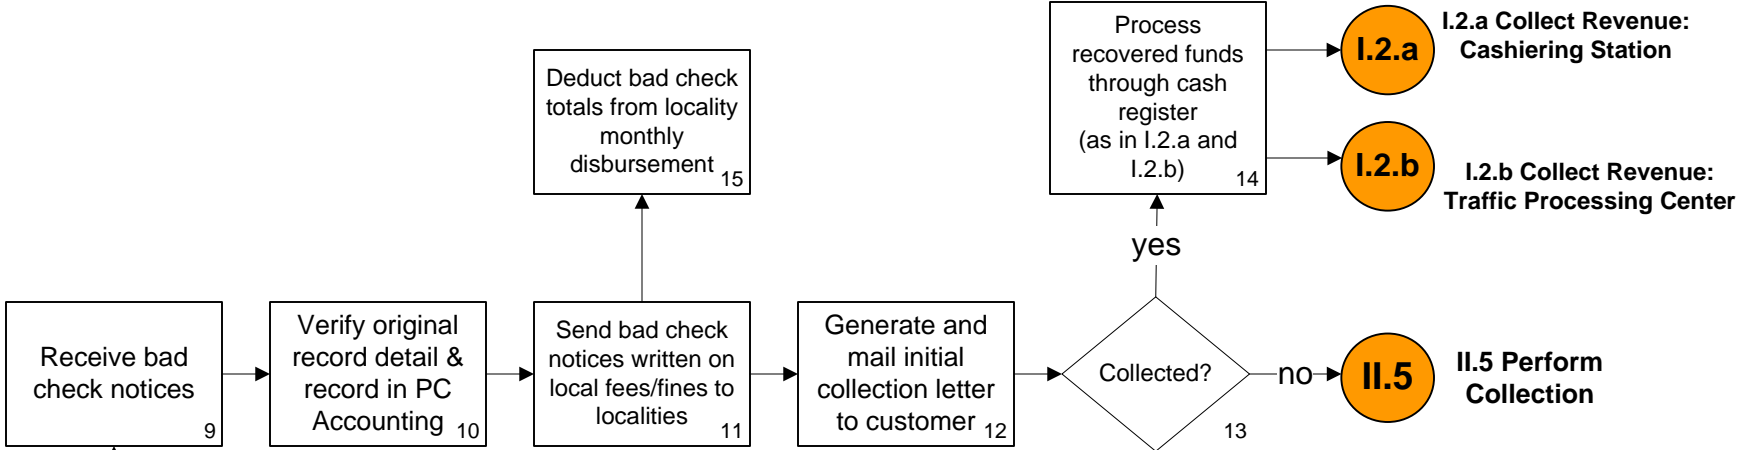 Process
recovered funds
through cash
register
(as in I.2.a and
I.2.b)
14
I.2.a
I.2.a Collect Revenue:
Cashiering Station
Deduct bad check
totals from locality
monthly
disbursement
15
I.2.b
I.2.b Collect Revenue:
Traffic Processing Center
yes
Receive bad
check notices
9
Verify original
record detail &
record in PC
Accounting
10
Send bad check
notices written on
local fees/fines to
localities
11
Generate and
mail initial
collection letter
to customer
12
Collected?
13
no
II.5
II.5 Perform
Collection